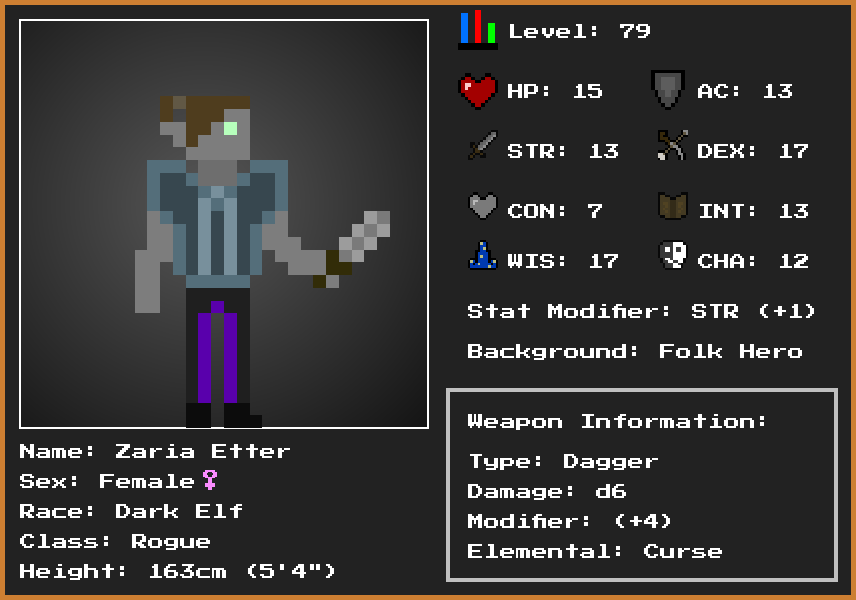 Level: 79
HP: 15
AC: 13
STR: 13
DEX: 17
CON: 7
INT: 13
WIS: 17
CHA: 12
Stat Modifier: STR (+1)
Background: Folk Hero
Weapon Information:
Type: Dagger
Damage: d6
Modifier: (+4)
Elemental: Curse
Name: Zaria Etter
Sex: Female♀
Race: Dark Elf
Class: Rogue
Height: 163cm (5'4")